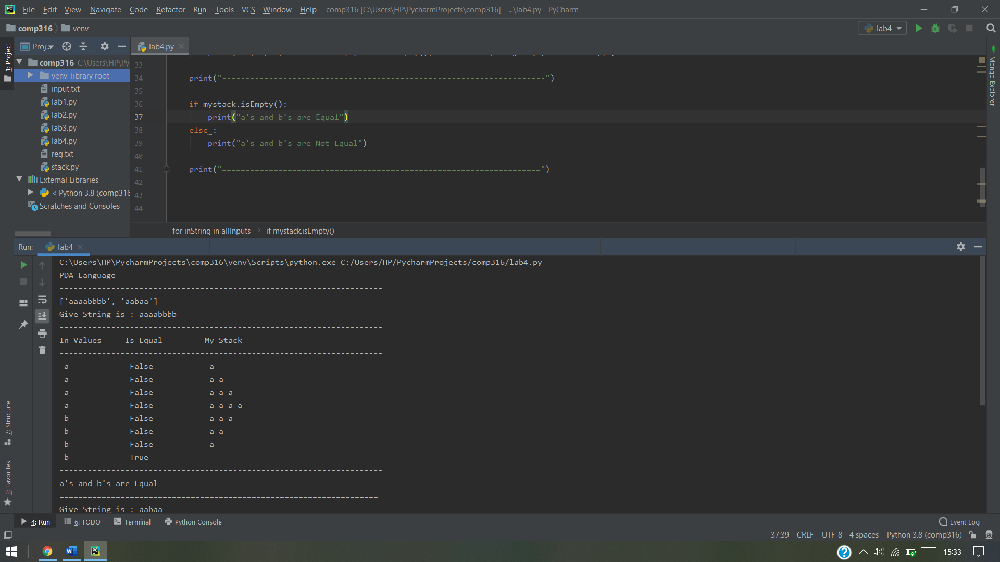 File Edit View Navigate Code Refactor Run Tools VCS Window Help comp316 [C:\Users\HP\PycharmProjects\comp316] - ...\lab4.py - PyCharm
comp316 venv lab4
1: Project
Proj.. lab4.py
comp316 C:\Users\HP\Py
venv library root
input.txt
lab1.py
lab2.py
lab3.py
lab4.py
reg.txt
stack.py
External Libraries
< Python 3.8 (comp316
Scratches and Consoles
33
34 print("---------------------------------------------------------------------")
35
36 if mystack.isEmpty():
37 print("a's and b's are Equal")
38 else :
39 print("a's and b's are Not Equal")
40
41 print("====================================================================")
42
43
44
for inString in allInputs › if mystack.isEmpty()
Mongo Explorer
Run: lab4
C:\Users\HP\PycharmProjects\comp316\venv\Scripts\python.exe C:/Users/HP/PycharmProjects/comp316/lab4.py
PDA Language
---------------------------------------------------------------------
['aaaabbbb', 'aabaa']
Give String is : aaaabbbb
---------------------------------------------------------------------
In Values Is Equal My Stack
---------------------------------------------------------------------
a False a
a False a a
a False a a a
a False a a a a
b False a a a
b False a a
b False a
b True
---------------------------------------------------------------------
a's and b's are Equal
====================================================================
Give String is : aabaa
7: Structure
2: Favorites
4: Run 6: TODO Terminal Python Console Event Log
37:39 CRLF UTF-8 4 spaces Python 3.8 (comp316)
15:33